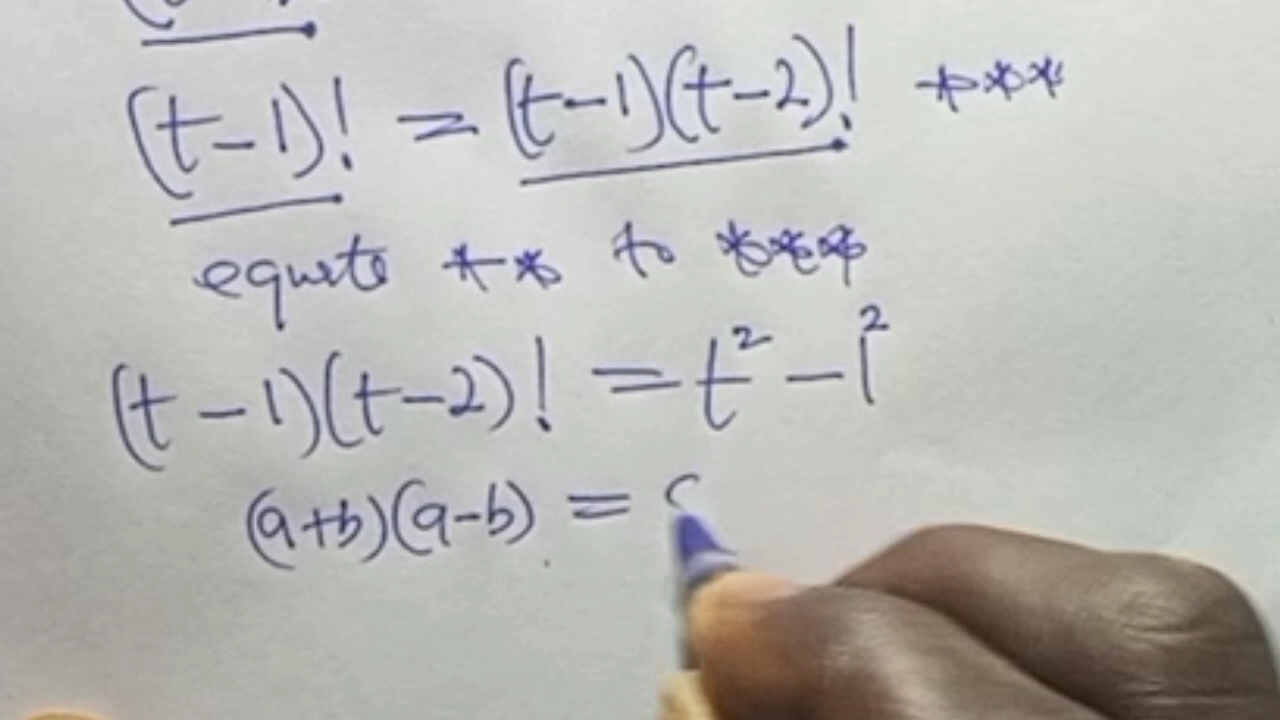 (t-1)! = (t-1)(t-2)! ***
equate ** to ***
(t-1)(t-2)! = t²-1²
(a+b)(a-b) =